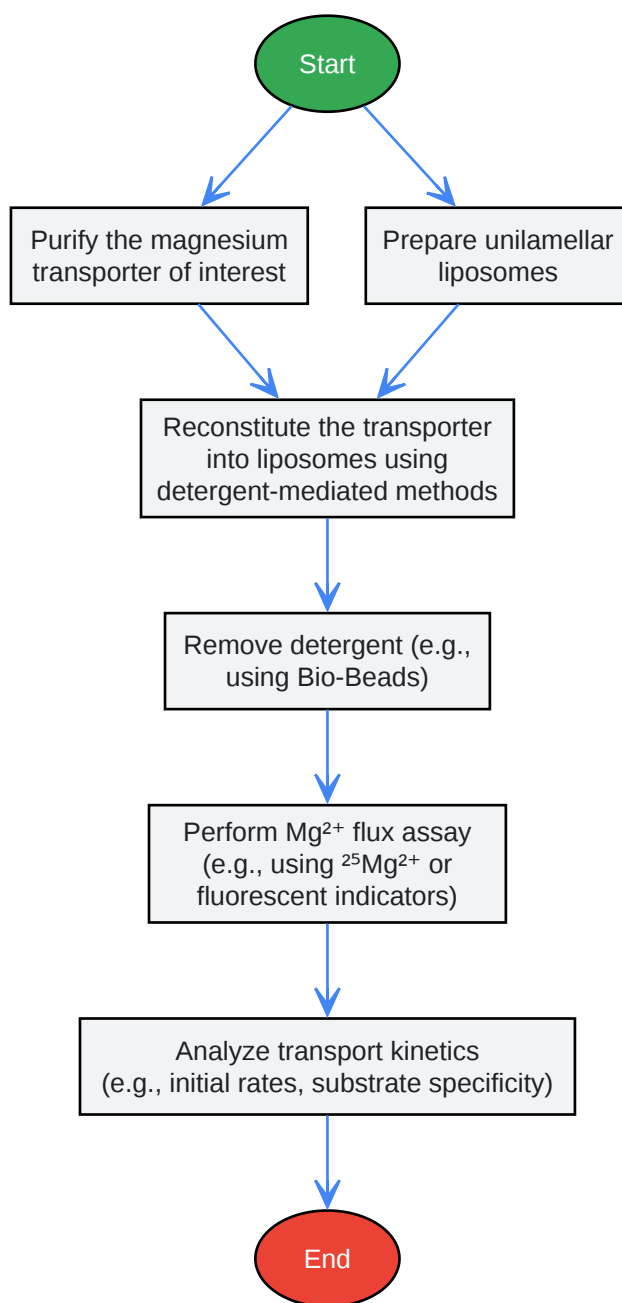 Start
Purify the magnesium
transporter of interest
Prepare unilamellar
liposomes
Reconstitute the transporter
into liposomes using
detergent-mediated methods
Remove detergent (e.g.,
using Bio-Beads)
Perform Mg²⁺ flux assay
(e.g., using ²⁵Mg²⁺ or
fluorescent indicators)
Analyze transport kinetics
(e.g., initial rates, substrate specificity)
End